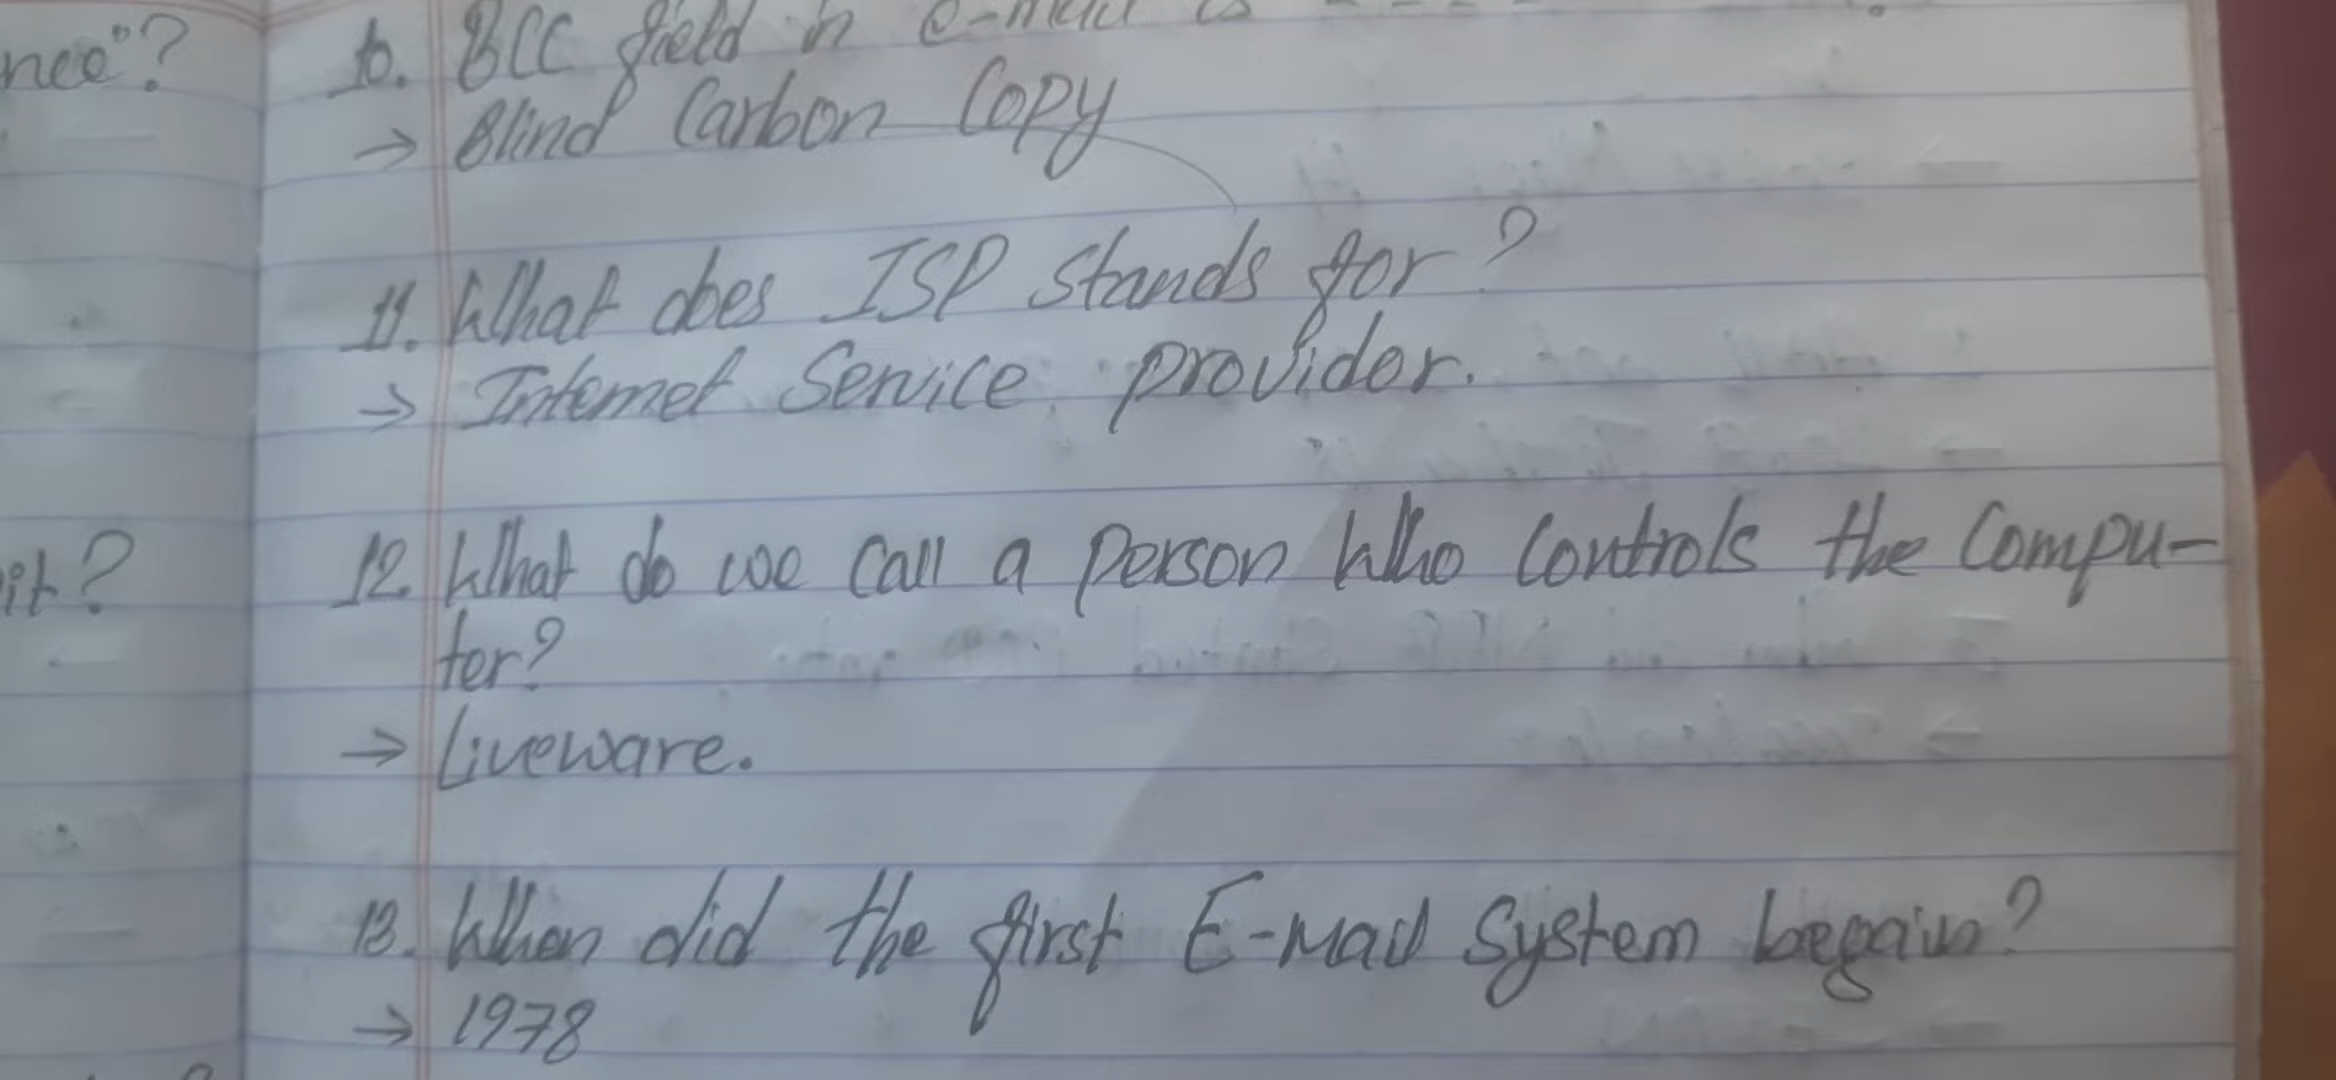 nce"?
10. BCC field in e-mail is - - - -.
→ Blind Carbon Copy
11. What does ISP stands for?
→ Internet Service provider.
it?
12. What do we call a person who controls the compu-
ter?
→ Liveware.
13. When did the first E-mail system begain?
→ 1978